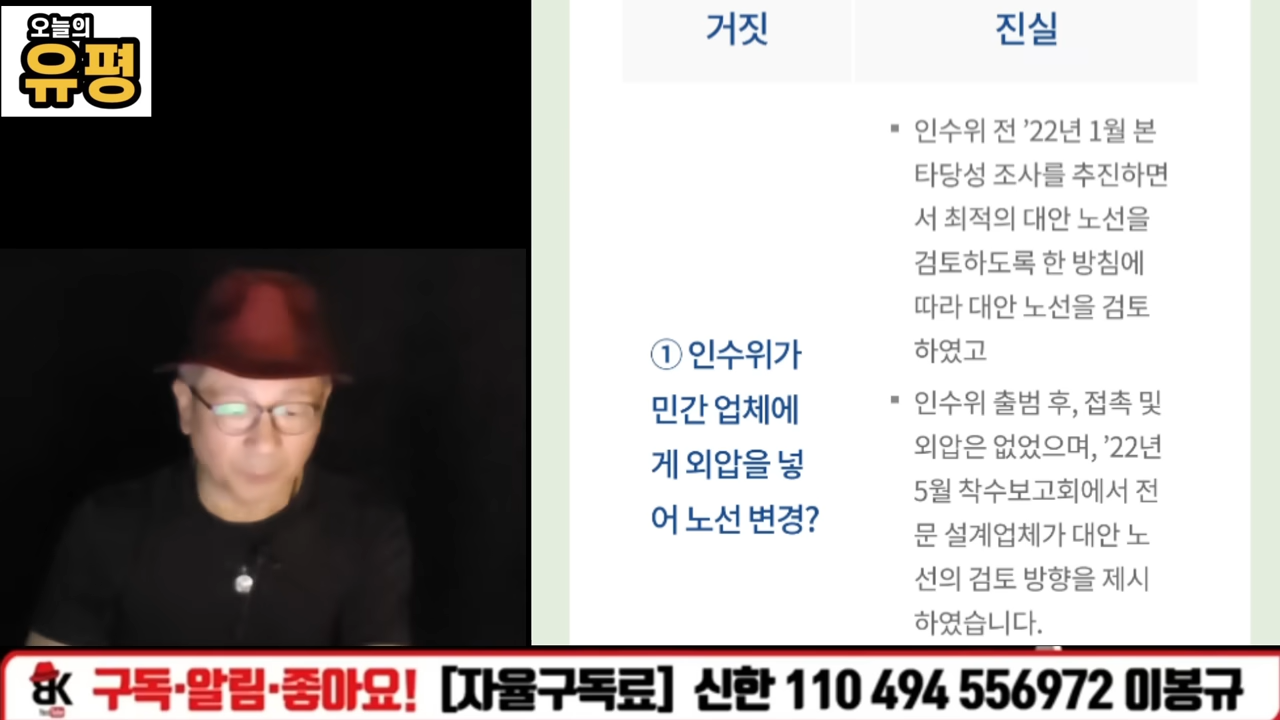 오늘의
유평
거짓
진실
인수위 전 ’22년 1월 본
타당성 조사를 추진하면
서 최적의 대안 노선을
검토하도록 한 방침에
따라 대안 노선을 검토
하였고
① 인수위가
민간 업체에
게 외압을 넣
어 노선 변경?
인수위 출범 후, 접촉 및
외압은 없었으며, ’22년
5월 착수보고회에서 전
문 설계업체가 대안 노
선의 검토 방향을 제시
하였습니다.
BK
구독·알림·좋아요! [자율구독료] 신한 110 494 556972 이봉규